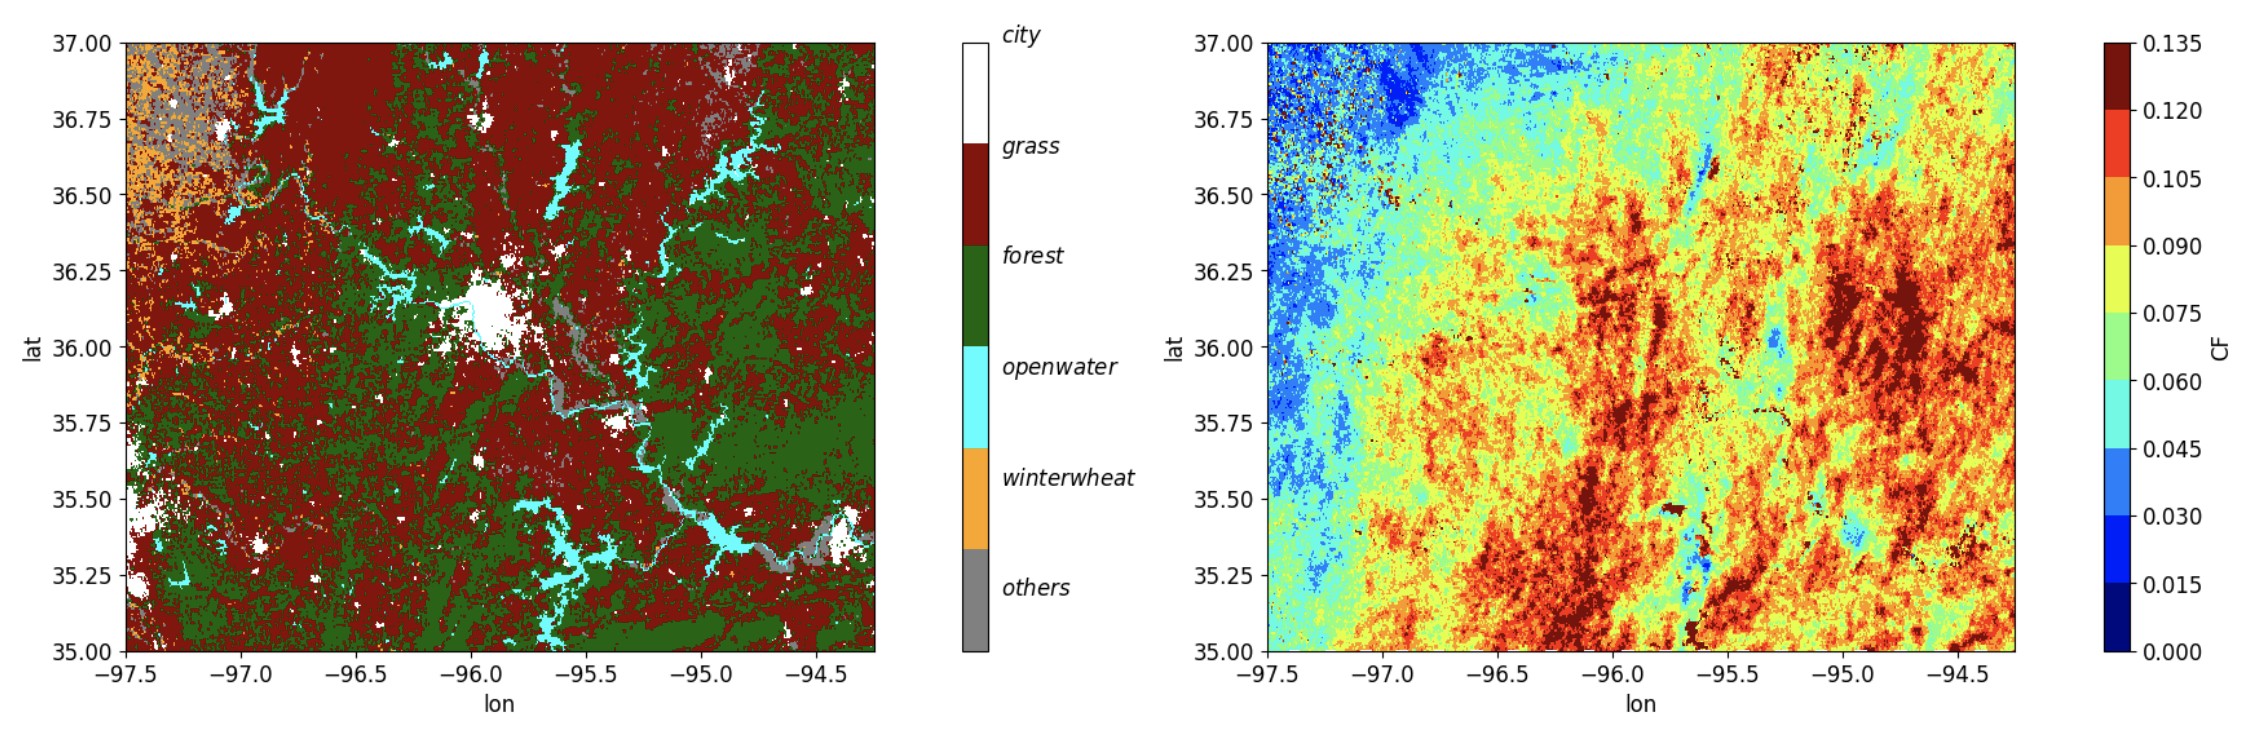 37.00
36.75
36.50
36.25
36.00
35.75
35.50
35.25
35.00
lat
−97.5 −97.0 −96.5 −96.0 −95.5 −95.0 −94.5
lon
city
grass
forest
openwater
winterwheat
others
37.00
36.75
36.50
36.25
36.00
35.75
35.50
35.25
35.00
lat
−97.5 −97.0 −96.5 −96.0 −95.5 −95.0 −94.5
lon
0.135
0.120
0.105
0.090
0.075
0.060
0.045
0.030
0.015
0.000
CF